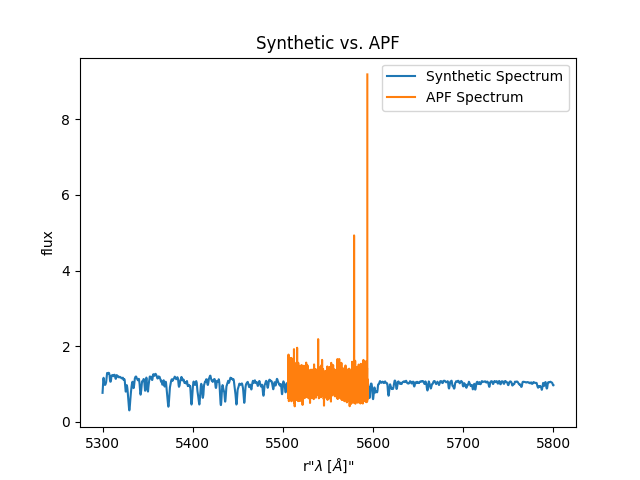 Synthetic vs. APF
Synthetic Spectrum
APF Spectrum
8
6
4
2
0
flux
5300 5400 5500 5600 5700 5800
r"λ [Å]"